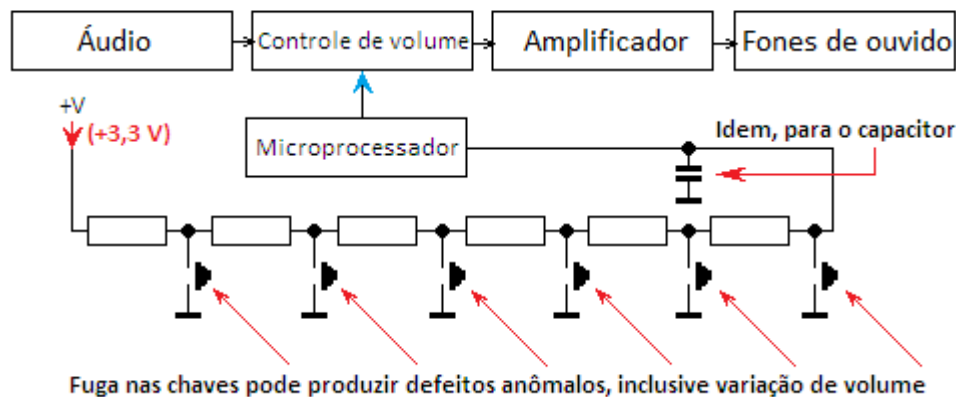 Áudio
Controle de volume
Amplificador
Fones de ouvido
+V
(+3,3 V)
Microprocessador
Idem, para o capacitor
Fuga nas chaves pode produzir defeitos anômalos, inclusive variação de volume